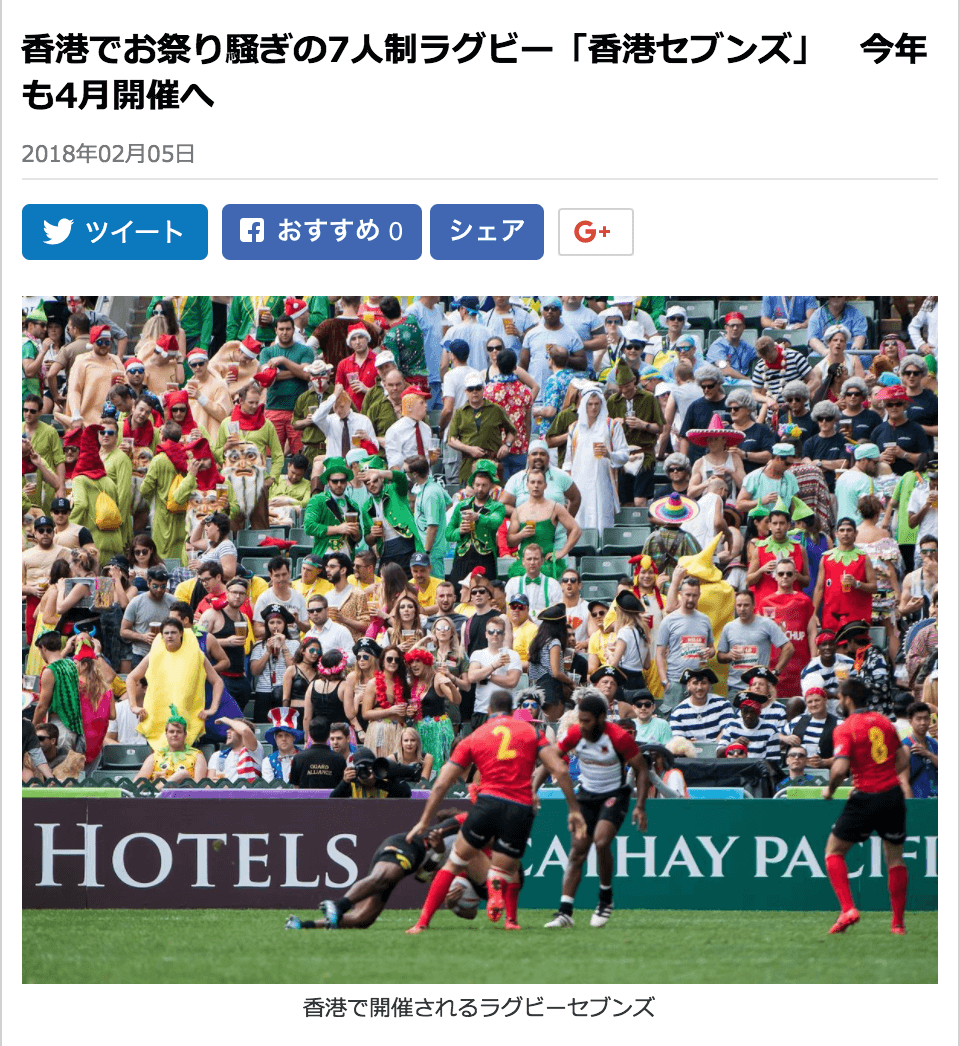 香港でお祭り騒ぎの7人制ラグビー「香港セブンズ」　今年
も4月開催へ
2018年02月05日
ツイート
おすすめ 0
シェア
G+
2
8
GUARD
ALLIANCE
HOTELS
CATHAY PACIFI
香港で開催されるラグビーセブンズ